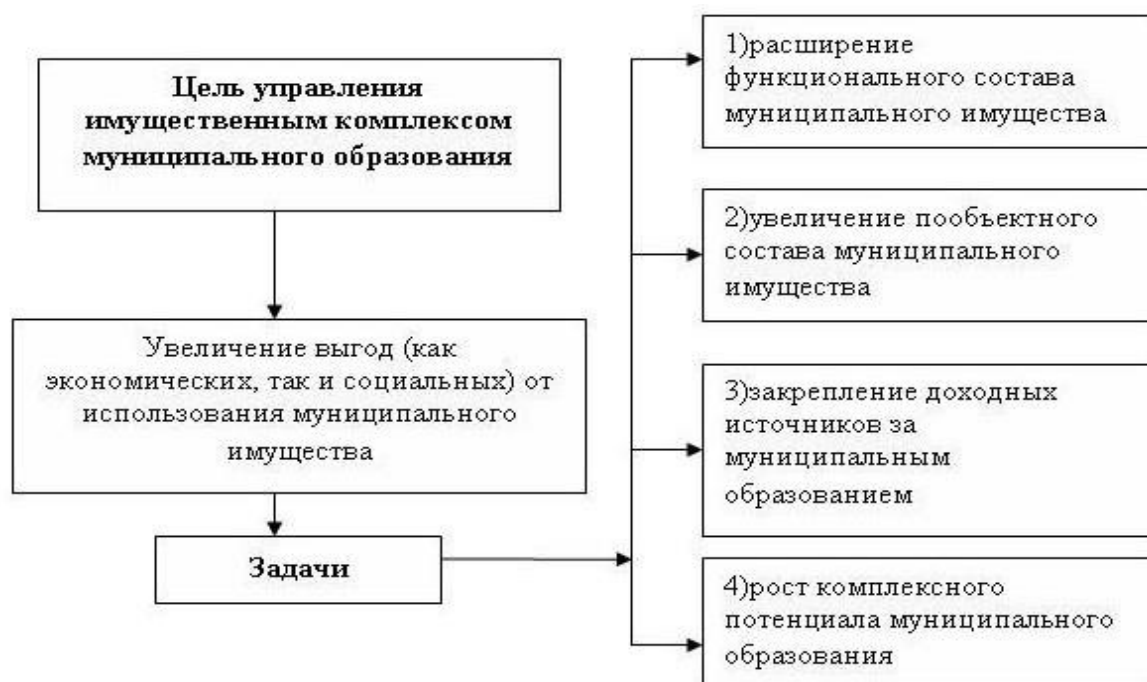 Цель управления
имущественным комплексом
муниципального образования
Увеличение выгод (как
экономических, так и социальных) от
использования муниципального
имущества
Задачи
1)расширение
функционального состава
муниципального имущества
2)увеличение пообъектного
состава муниципального
имущества
3)закрепление доходных
источников за
муниципальным
образованием
4)рост комплексного
потенциала муниципального
образования